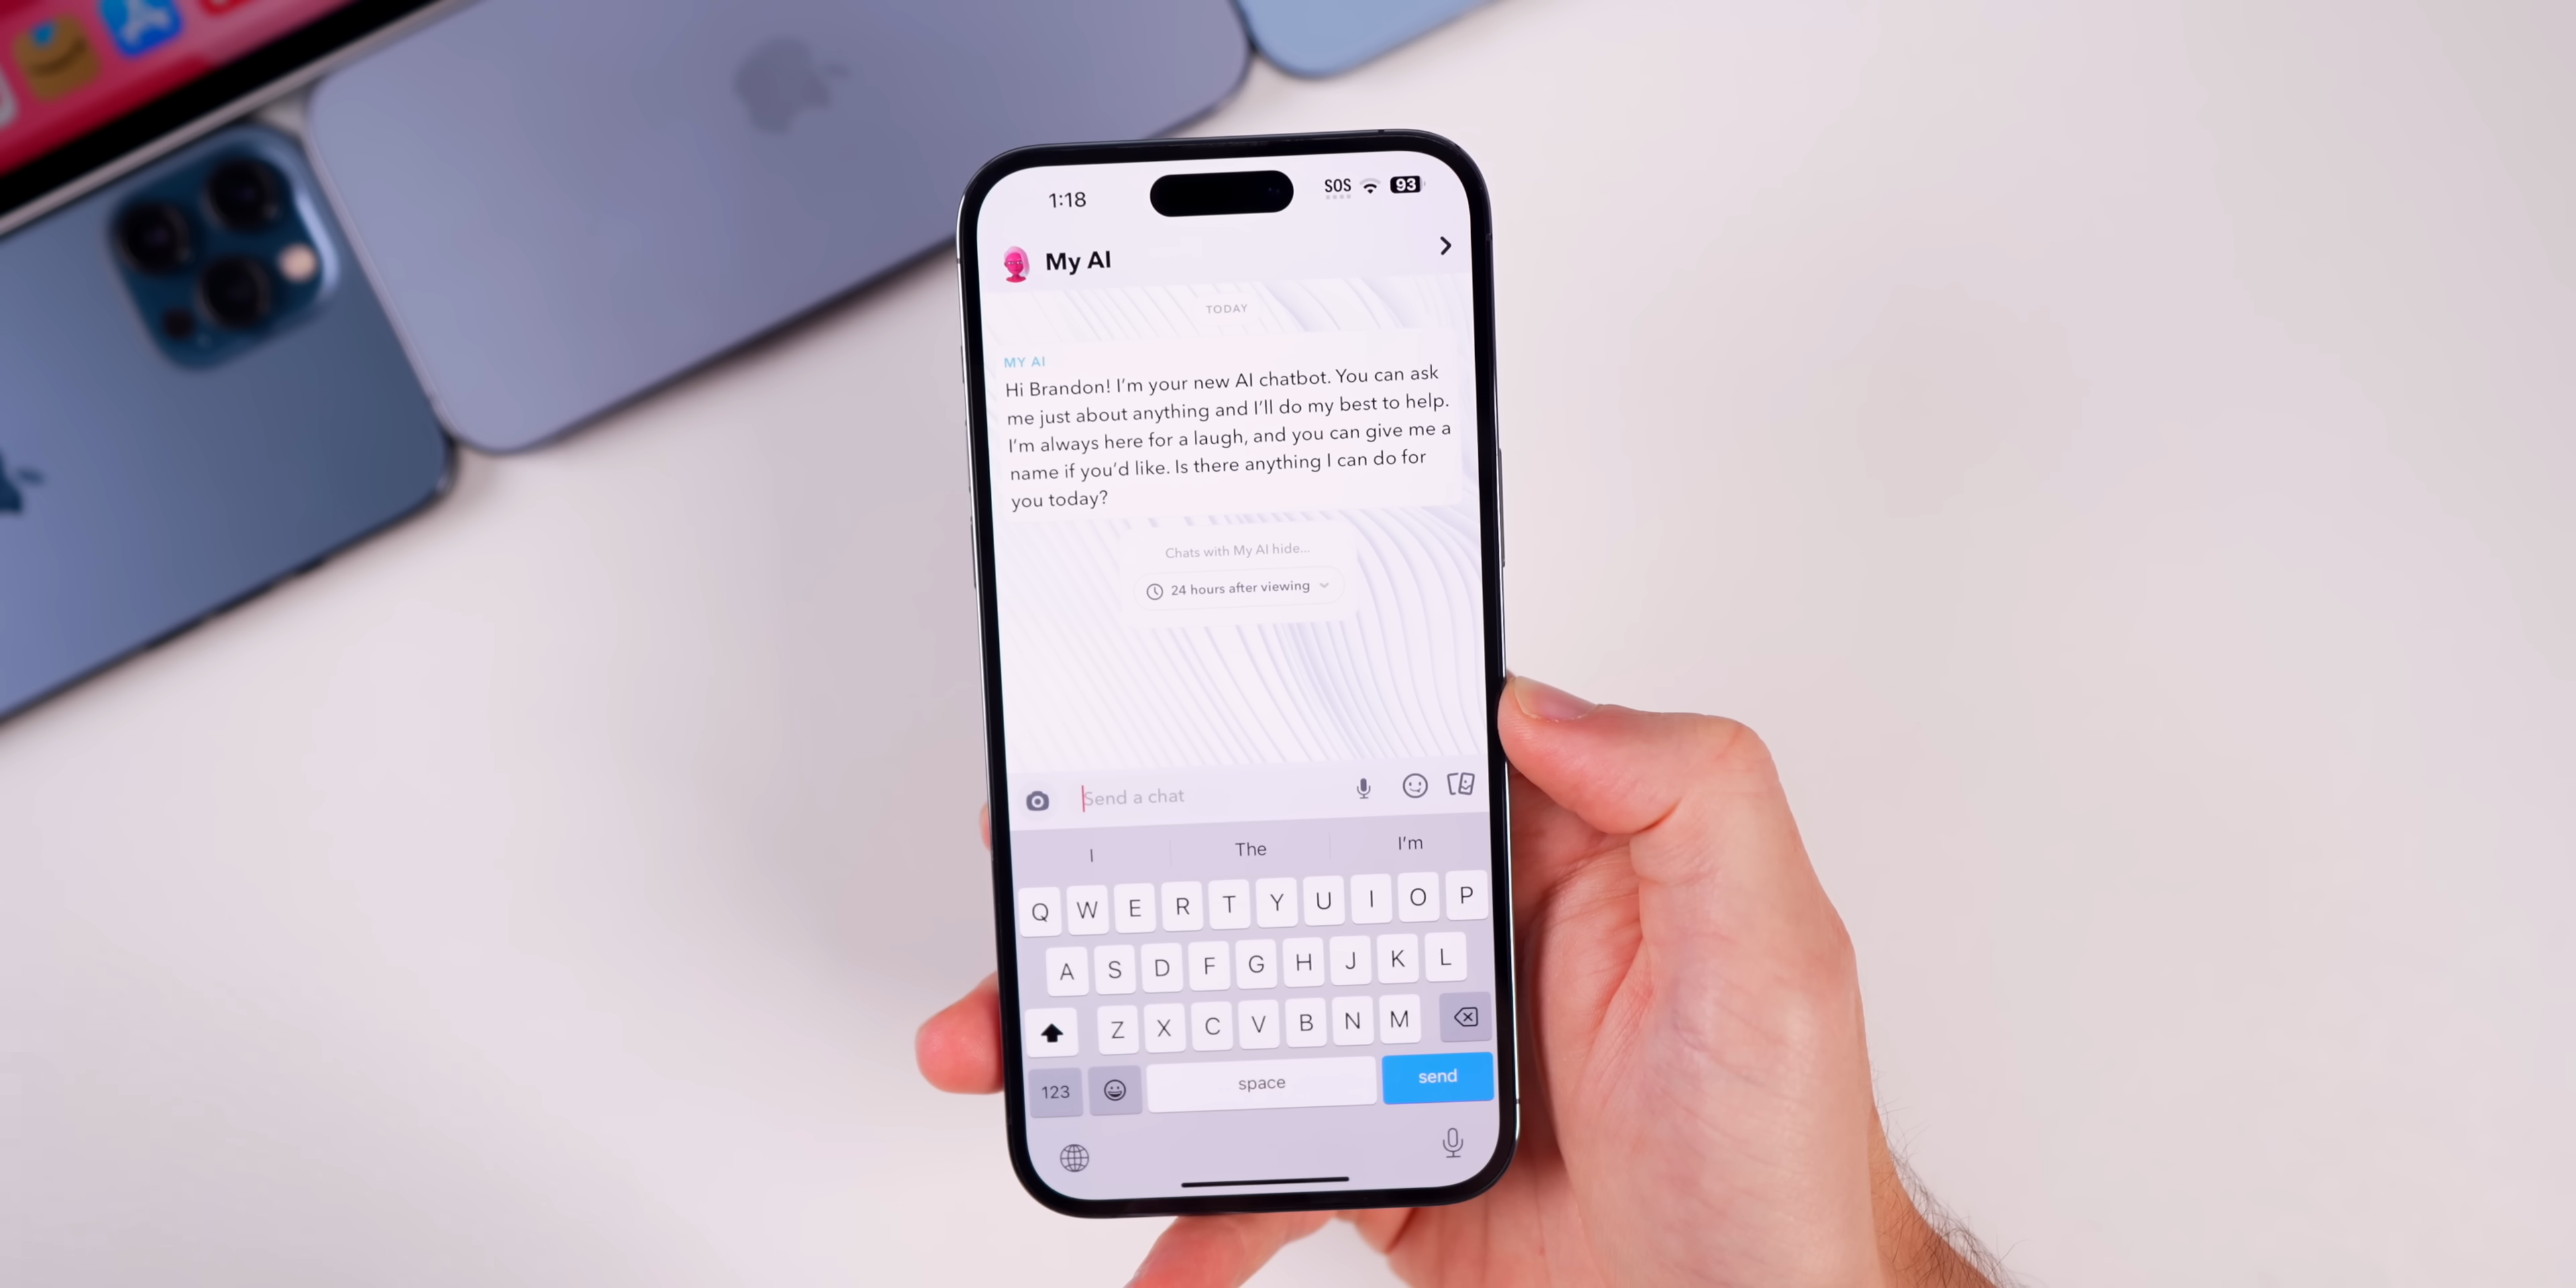 1:18
SOS
93
My AI
TODAY
MY AI
Hi Brandon! I'm your new AI chatbot. You can ask
me just about anything and I'll do my best to help.
I'm always here for a laugh, and you can give me a
name if you'd like. Is there anything I can do for
you today?
Chats with My AI hide...
24 hours after viewing
Send a chat
I The I'm
Q W E R T Y U I O P
A S D F G H J K L
Z X C V B N M
123 space send